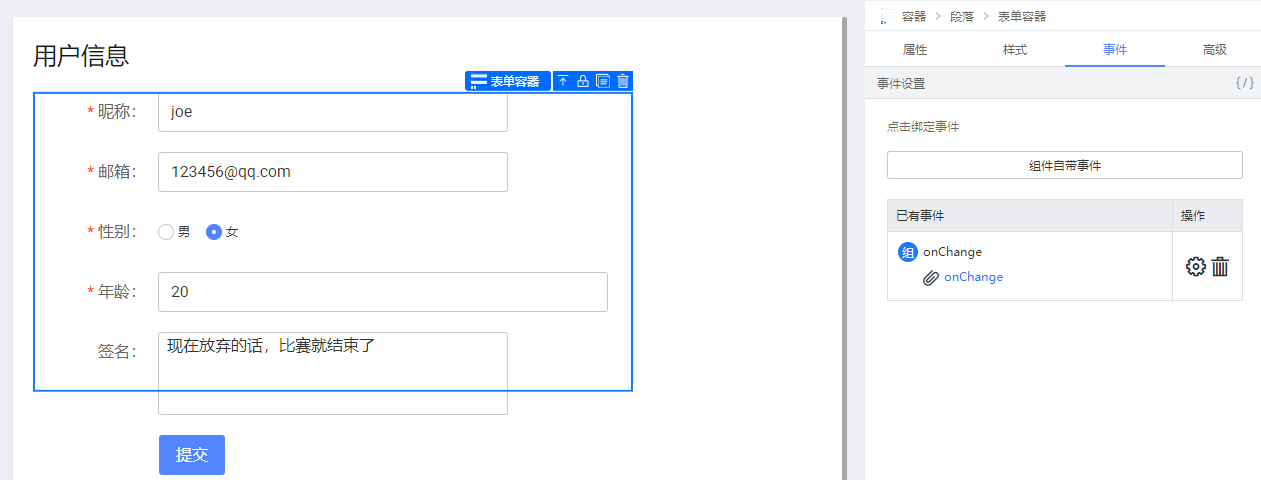 用户信息
表单容器
* 昵称： joe
* 邮箱： 123456@qq.com
* 性别： 男 女
* 年龄： 20
签名： 现在放弃的话，比赛就结束了
提交
容器 > 段落 > 表单容器
属性 样式 事件 高级
事件设置 {/}
点击绑定事件
组件自带事件
已有事件 操作
组 onChange
onChange